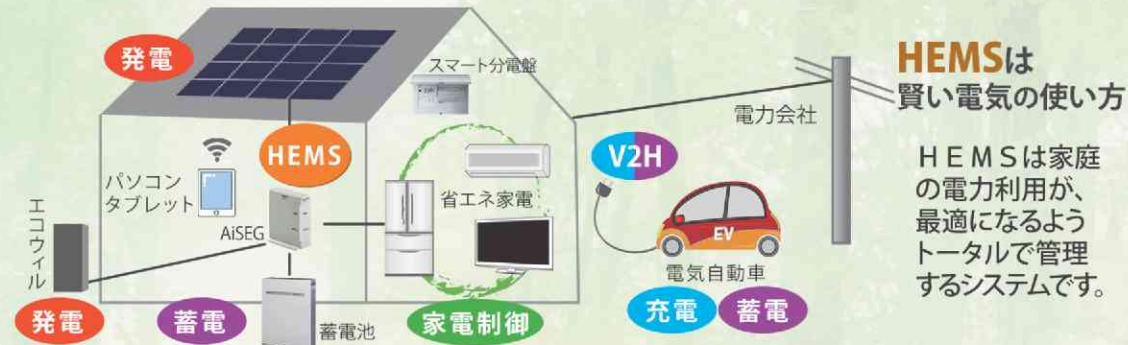 発電
スマート分電盤
HEMSは
賢い電気の使い方
電力会社
HEMS
V2H
パソコン
タブレット
省エネ家電
エコウィル
AiSEG
EV
電気自動車
HEMSは家庭
の電力利用が、
最適になるよう
トータルで管理
するシステムです。
発電
蓄電
蓄電池
家電制御
充電
蓄電